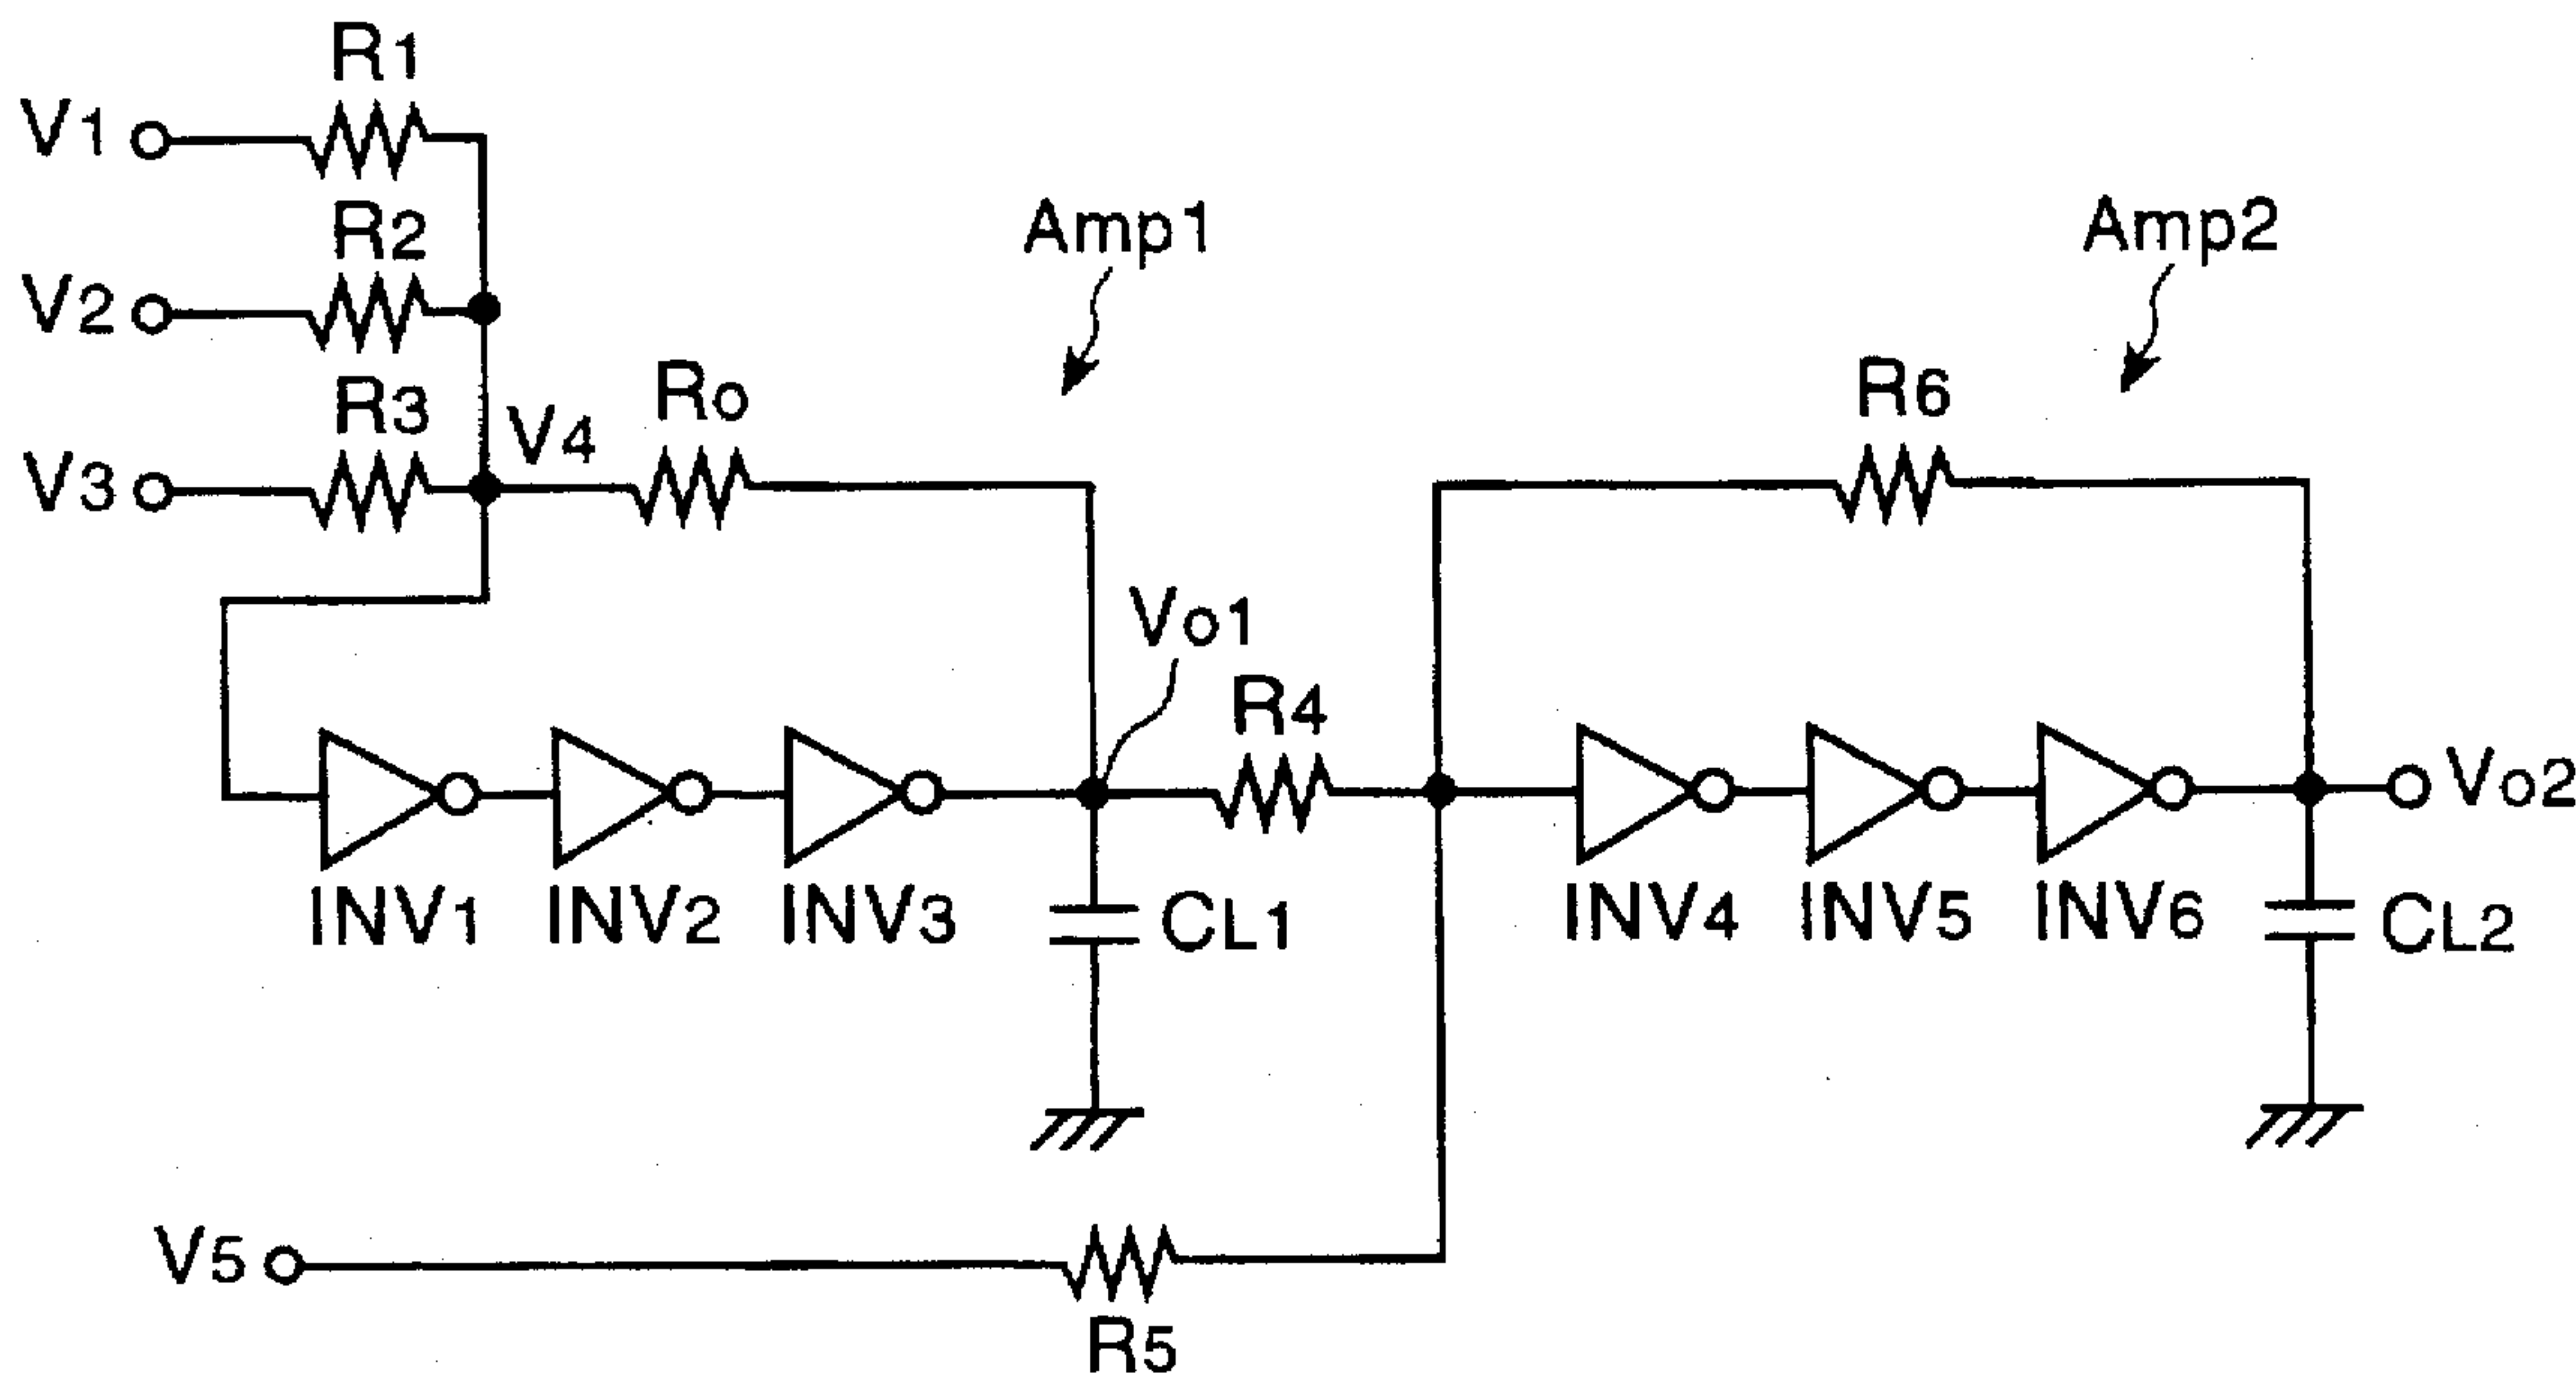 R1
V1
R2
V2
R3
V3
V4
Ro
Amp1
Amp2
R6
Vo1
R4
INV1
INV2
INV3
CL1
INV4
INV5
INV6
Vo2
CL2
V5
R5